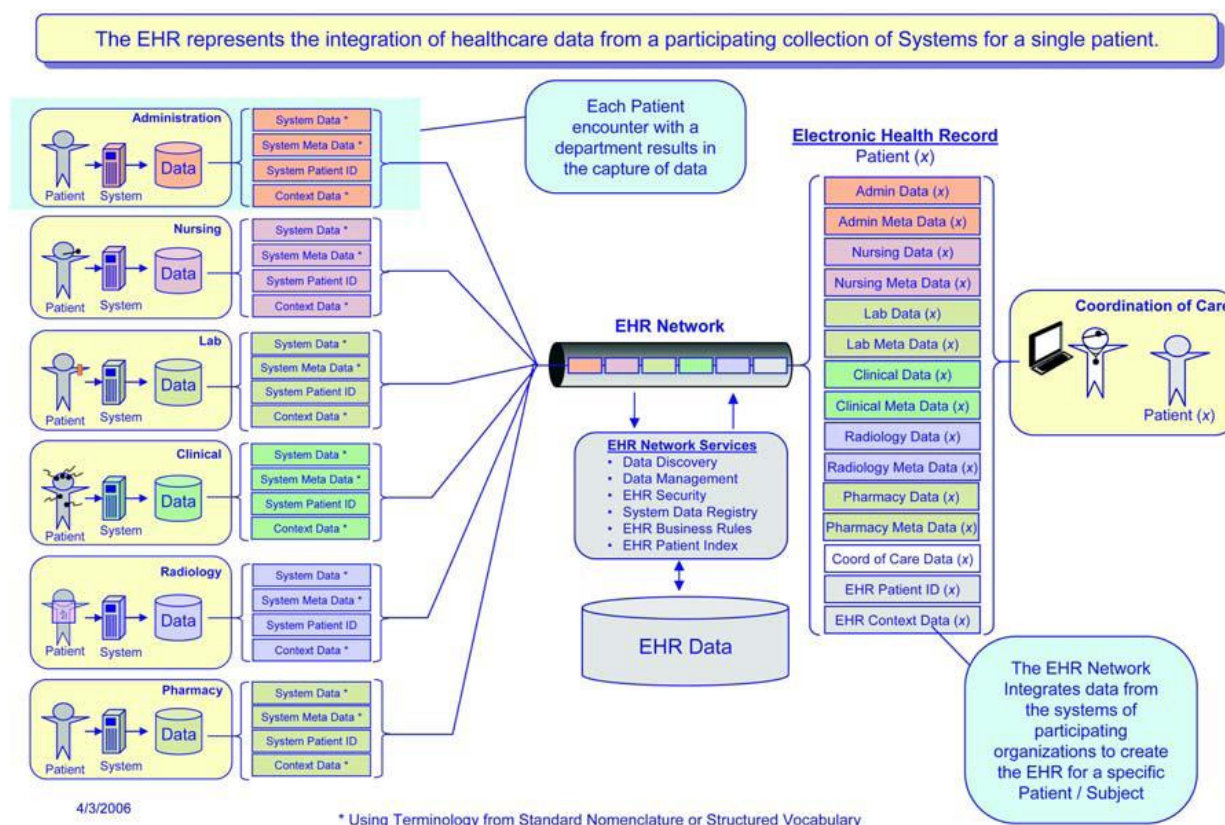 The EHR represents the integration of healthcare data from a participating collection of Systems for a single patient.
Administration
Patient
System
Data
System Data *
System Meta Data *
System Patient ID
Context Data *
Each Patient
encounter with a
department results in
the capture of data
Nursing
Patient
System
Data
System Data *
System Meta Data *
System Patient ID
Context Data *
Lab
Patient
System
Data
System Data *
System Meta Data *
System Patient ID
Context Data *
Clinical
Patient
System
Data
System Data *
System Meta Data *
System Patient ID
Context Data *
Radiology
Patient
System
Data
System Data *
System Meta Data *
System Patient ID
Context Data *
Pharmacy
Patient
System
Data
System Data *
System Meta Data *
System Patient ID
Context Data *
EHR Network
EHR Network Services
• Data Discovery
• Data Management
• EHR Security
• System Data Registry
• EHR Business Rules
• EHR Patient Index
EHR Data
Electronic Health Record
Patient (x)
Admin Data (x)
Admin Meta Data (x)
Nursing Data (x)
Nursing Meta Data (x)
Lab Data (x)
Lab Meta Data (x)
Clinical Data (x)
Clinical Meta Data (x)
Radiology Data (x)
Radiology Meta Data (x)
Pharmacy Data (x)
Pharmacy Meta Data (x)
Coord of Care Data (x)
EHR Patient ID (x)
EHR Context Data (x)
Coordination of Care
Patient (x)
The EHR Network
Integrates data from
the systems of
participating
organizations to create
the EHR for a specific
Patient / Subject
4/3/2006
* Using Terminology from Standard Nomenclature or Structured Vocabulary